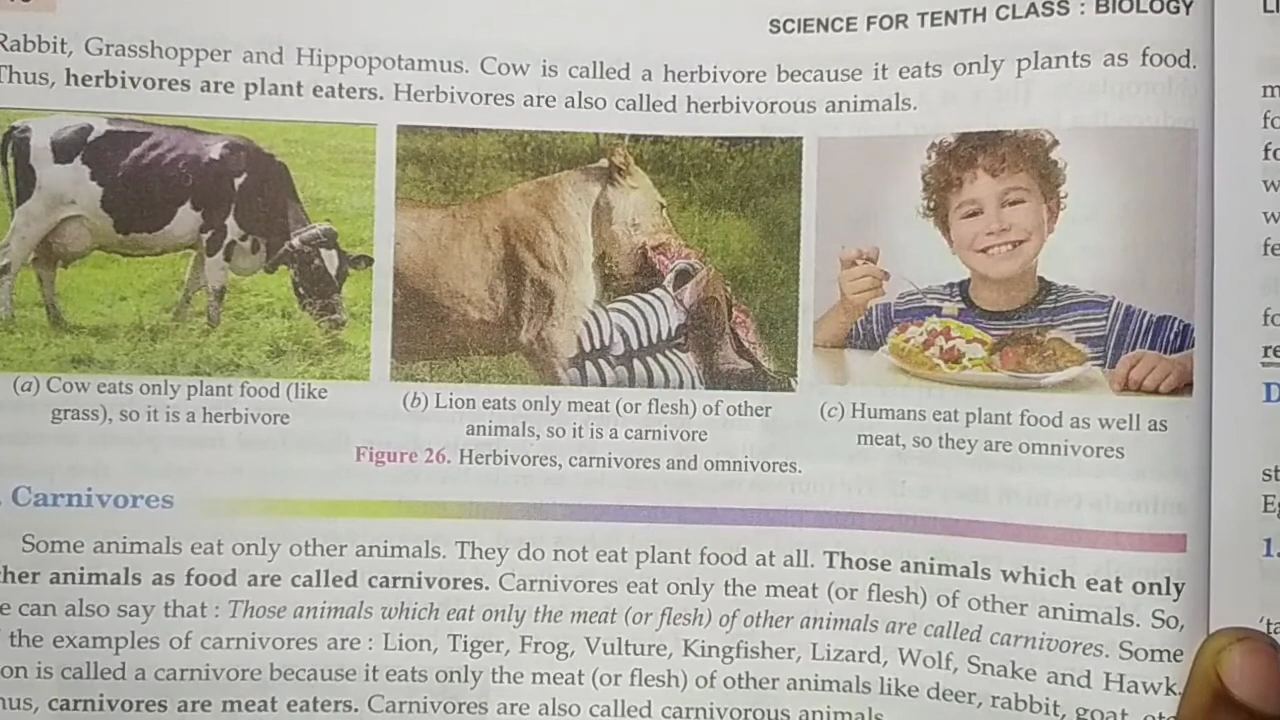 SCIENCE FOR TENTH CLASS : BIOLOGY
Rabbit, Grasshopper and Hippopotamus. Cow is called a herbivore because it eats only plants as food.
Thus, herbivores are plant eaters. Herbivores are also called herbivorous animals.
(a) Cow eats only plant food (like
grass), so it is a herbivore
(b) Lion eats only meat (or flesh) of other
animals, so it is a carnivore
(c) Humans eat plant food as well as
meat, so they are omnivores
Figure 26. Herbivores, carnivores and omnivores.
. Carnivores
Some animals eat only other animals. They do not eat plant food at all. Those animals which eat only
her animals as food are called carnivores. Carnivores eat only the meat (or flesh) of other animals. So,
e can also say that : Those animals which eat only the meat (or flesh) of other animals are called carnivores. Some
the examples of carnivores are : Lion, Tiger, Frog, Vulture, Kingfisher, Lizard, Wolf, Snake and Hawk.
on is called a carnivore because it eats only the meat (or flesh) of other animals like deer, rabbit, goat, etc
hus, carnivores are meat eaters. Carnivores are also called carnivorous animals